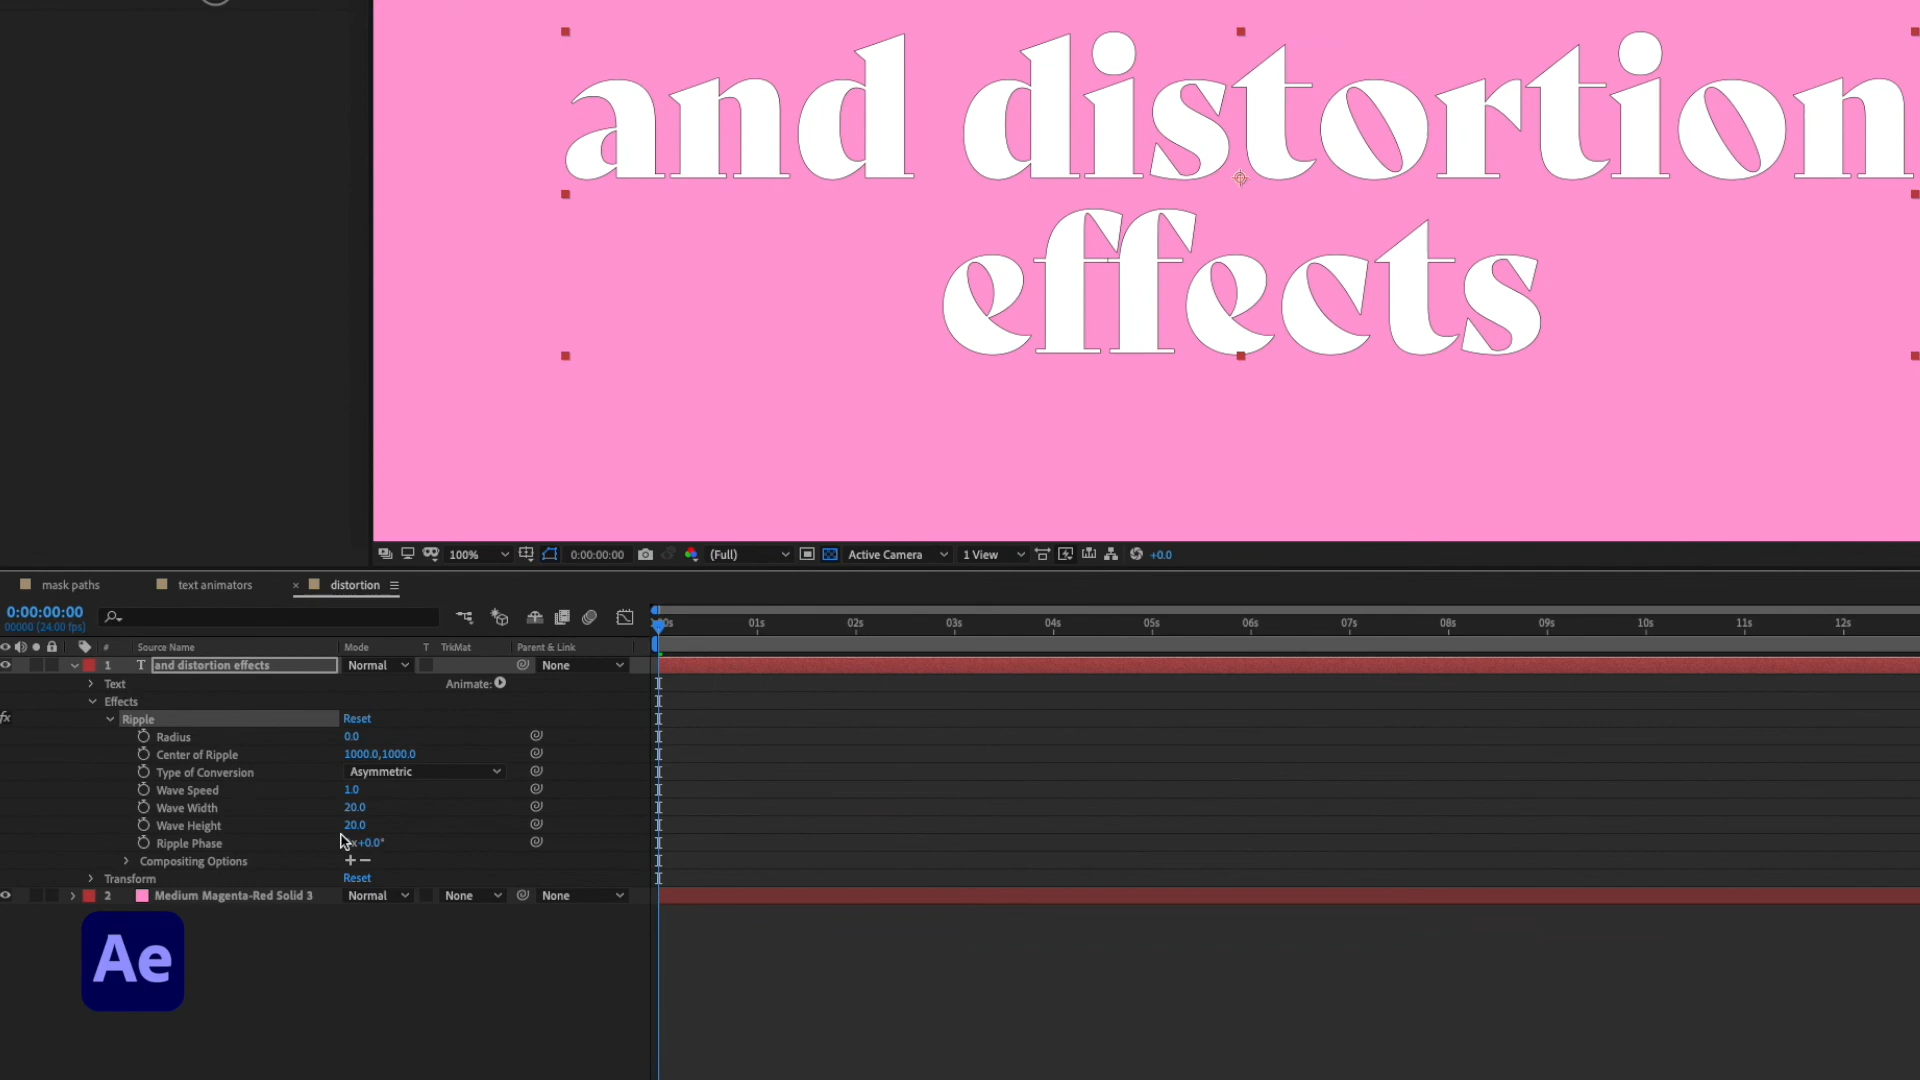 and distortion
effects
100%
0:00:00:00
(Full)
Active Camera
1 View
+0.0
mask paths
text animators
× distortion
0:00:00:00
00000 (24.00 fps)
01s 02s 03s 04s 05s 06s 07s 08s 09s 10s 11s 12s
# Source Name Mode T TrkMat Parent & Link
1 T and distortion effects Normal None
Text Animate:
Effects
fx Ripple Reset
Radius 0.0
Center of Ripple 1000.0,1000.0
Type of Conversion Asymmetric
Wave Speed 1.0
Wave Width 20.0
Wave Height 20.0
Ripple Phase x+0.0°
Compositing Options + −
Transform Reset
2 Medium Magenta-Red Solid 3 Normal None None
Ae